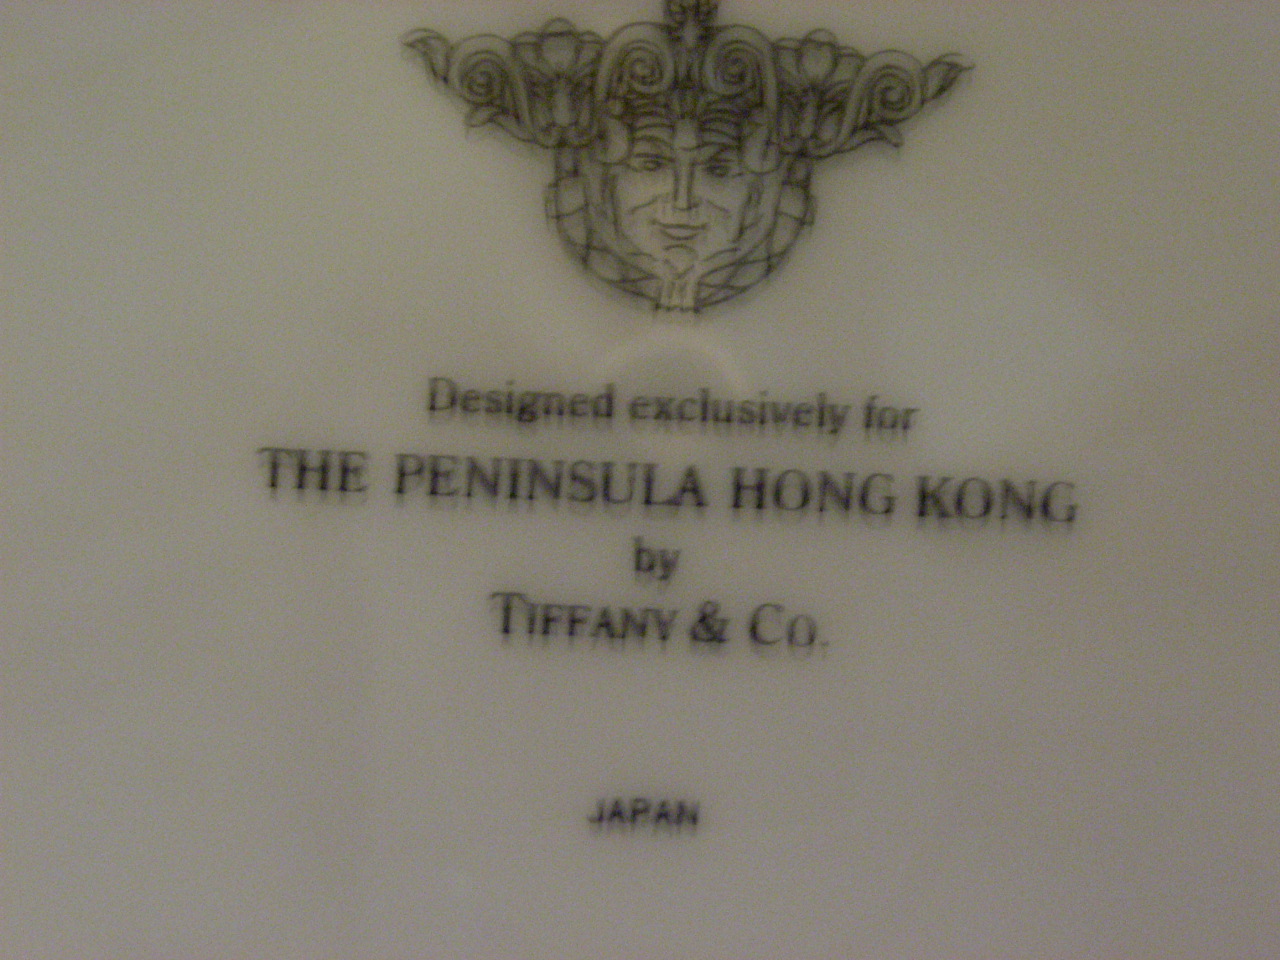 Designed exclusively for
THE PENINSULA HONG KONG
by
TIFFANY & CO.
JAPAN